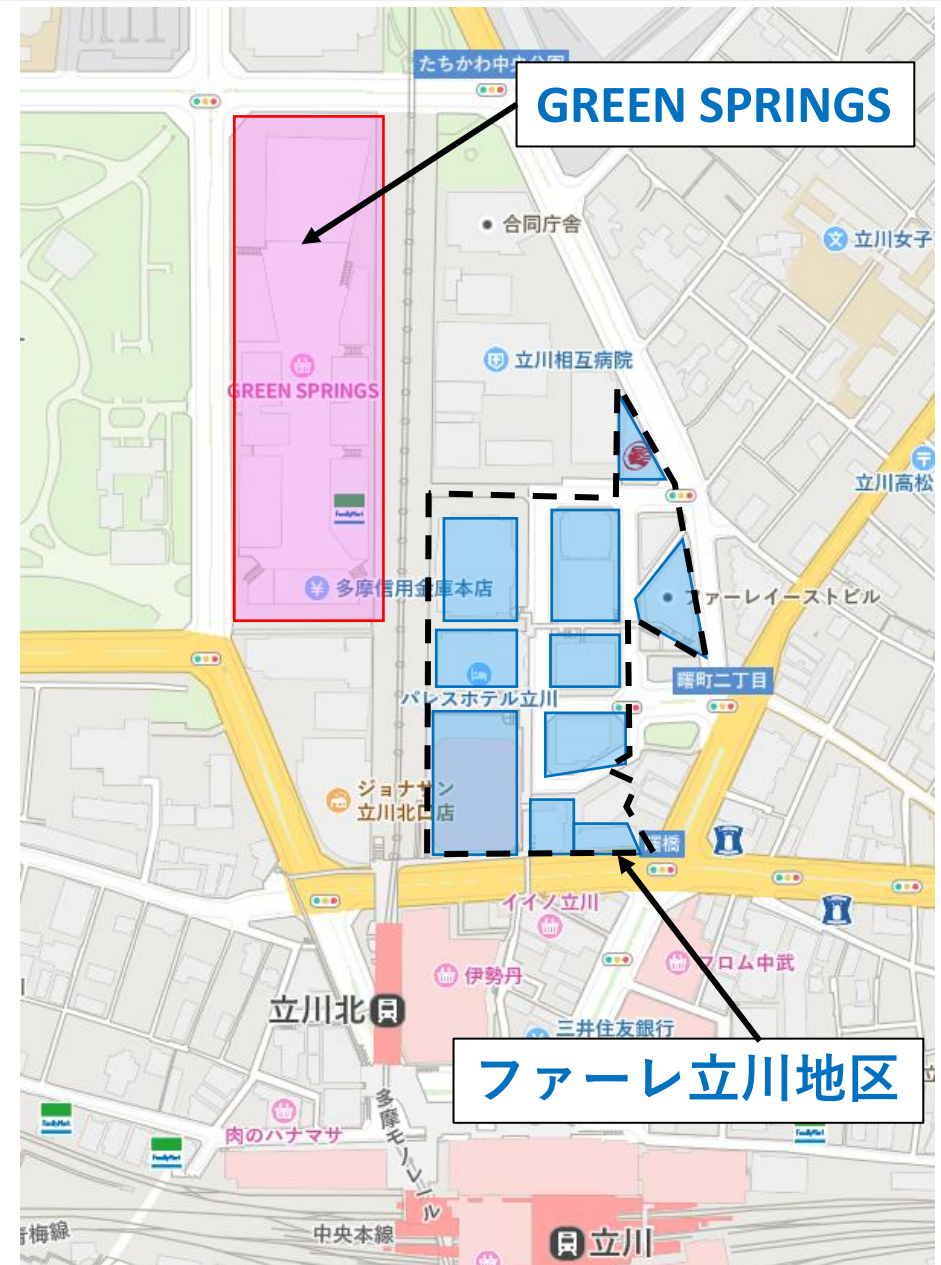 たちかわ中央公園
GREEN SPRINGS
合同庁舎
立川女子
立川相互病院
GREEN SPRINGS
立川高松
FamilyMart
多摩信用金庫本店
ファーレイーストビル
曙町二丁目
パレスホテル立川
ジョナサン
立川北口店
曙橋
イイノ立川
フロム中武
伊勢丹
立川北
三井住友銀行
ファーレ立川地区
FamilyMart
多摩モノレール
肉のハナマサ
FamilyMart
FamilyMart
青梅線
中央本線
立川